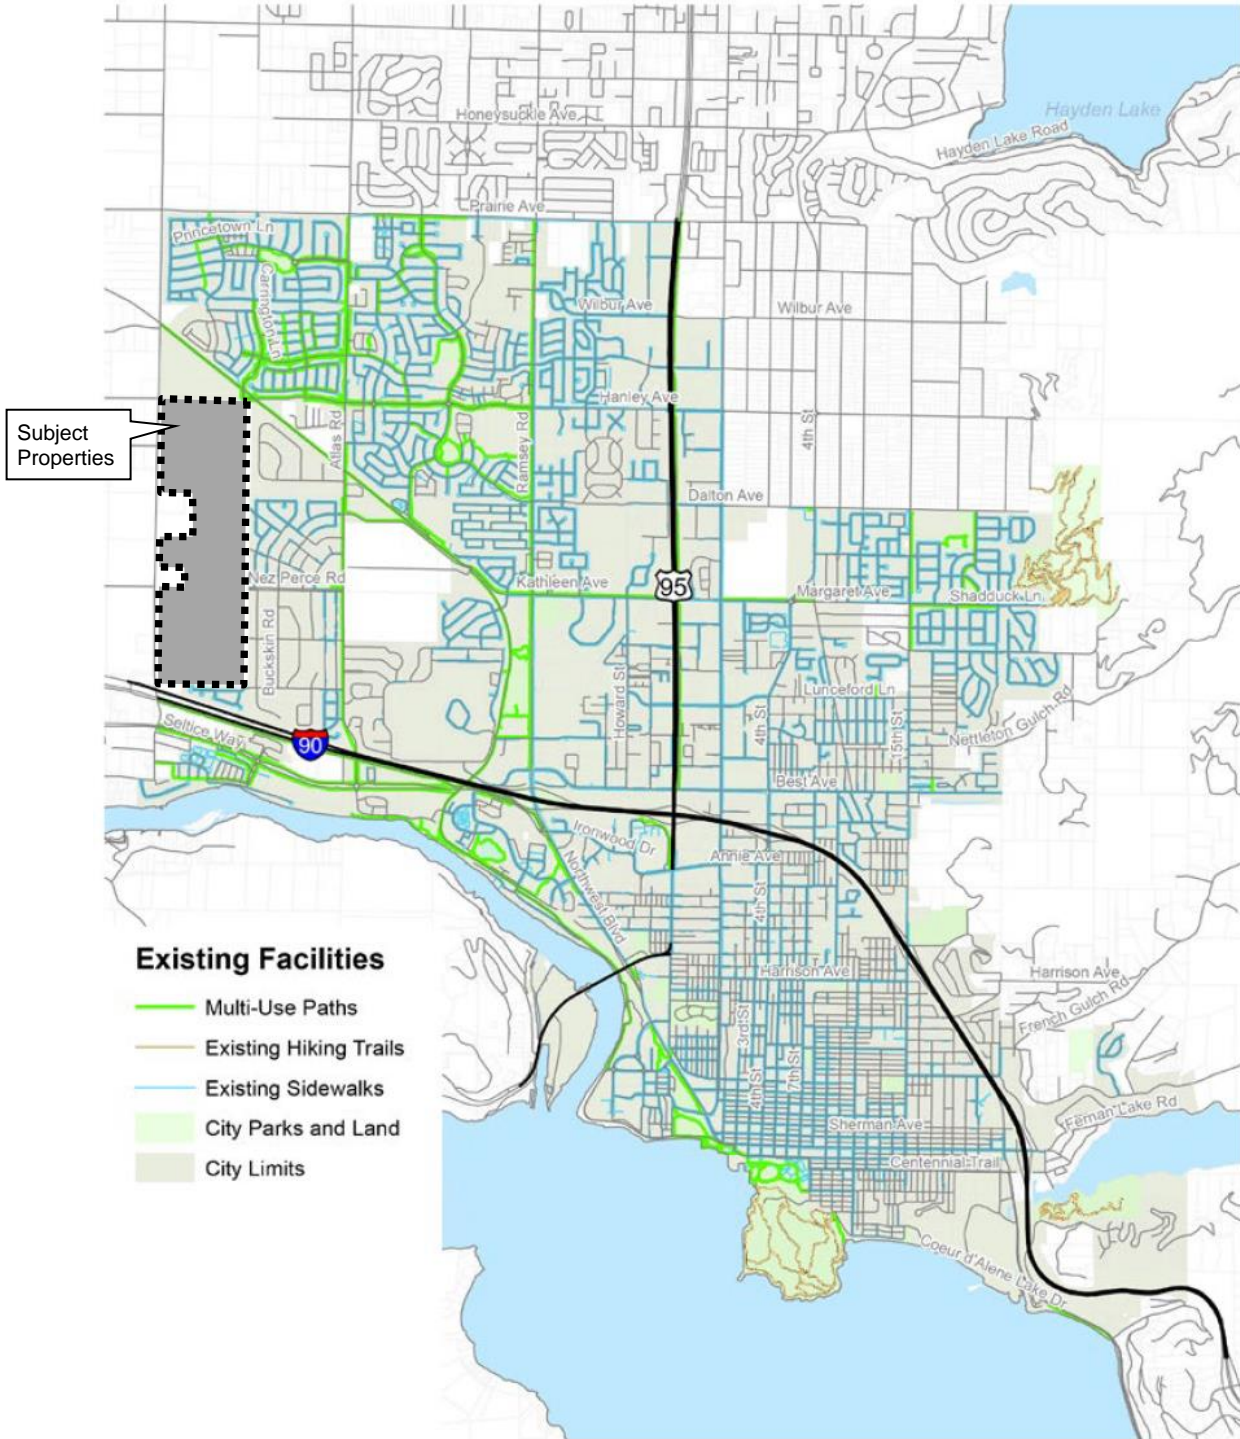 Honeysuckle Ave
Hayden Lake
Hayden Lake Road
Prairie Ave
Princetown Ln
Carrington Ln
Wilbur Ave
Wilbur Ave
Hanley Ave
Subject
Properties
Atlas Rd
Ramsey Rd
4th St
Dalton Ave
Nez Perce Rd
Kathleen Ave
95
Margaret Ave
Shadduck Ln
Buckskin Rd
Howard St
Lunceford Ln
4th St
15th St
Nettleton Gulch Rd
Seltice Way
90
Best Ave
Ironwood Dr
Annie Ave
Northwest Blvd
4th St
Harrison Ave
Harrison Ave
French Gulch Rd
Existing Facilities
Multi-Use Paths
Existing Hiking Trails
Existing Sidewalks
City Parks and Land
City Limits
3rd St
7th St
4th St
Sherman Ave
Fernan Lake Rd
Centennial Trail
Coeur d'Alene Lake Dr